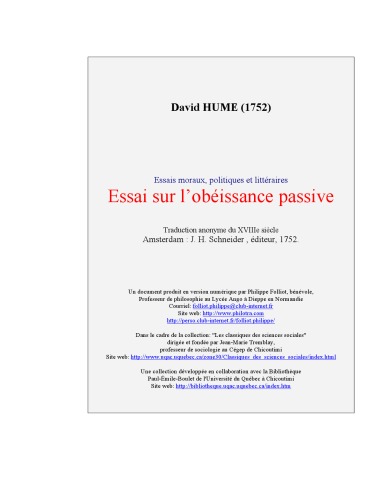 David HUME (1752)
Essais moraux, politiques et littéraires
Essai sur l’obéissance passive
Traduction anonyme du XVIIIe siècle
Amsterdam : J. H. Schneider , éditeur, 1752.
Un document produit en version numérique par Philippe Folliot, bénévole,
Professeur de philosophie au Lycée Ango à Dieppe en Normandie
Courriel: folliot.philippe@club-internet.fr
Site web: http://www.philotra.com
http://perso.club-internet.fr/folliot.philippe/
Dans le cadre de la collection: "Les classiques des sciences sociales"
dirigée et fondée par Jean-Marie Tremblay,
professeur de sociologie au Cégep de Chicoutimi
Site web: http://www.uqac.uquebec.ca/zone30/Classiques_des_sciences_sociales/index.html
Une collection développée en collaboration avec la Bibliothèque
Paul-Émile-Boulet de l'Université du Québec à Chicoutimi
Site web: http://bibliotheque.uqac.uquebec.ca/index.htm